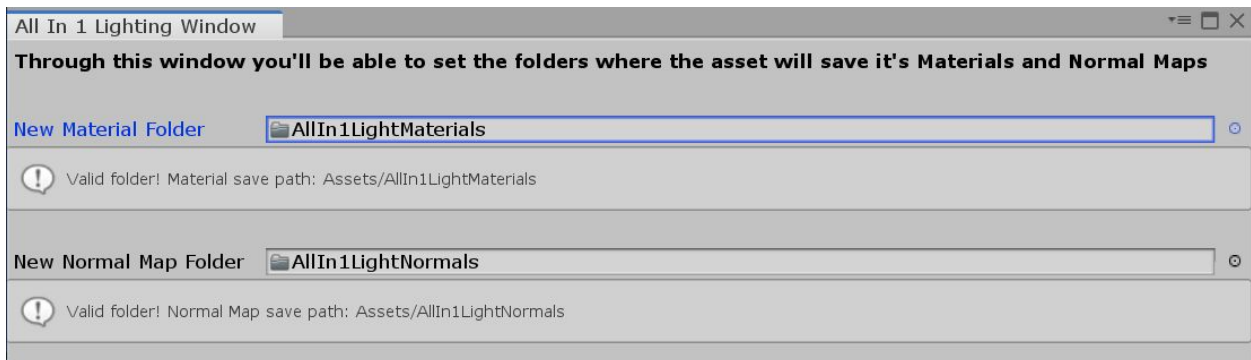 All In 1 Lighting Window
Through this window you'll be able to set the folders where the asset will save it's Materials and Normal Maps
New Material Folder AllIn1LightMaterials
Valid folder! Material save path: Assets/AllIn1LightMaterials
New Normal Map Folder AllIn1LightNormals
Valid folder! Normal Map save path: Assets/AllIn1LightNormals